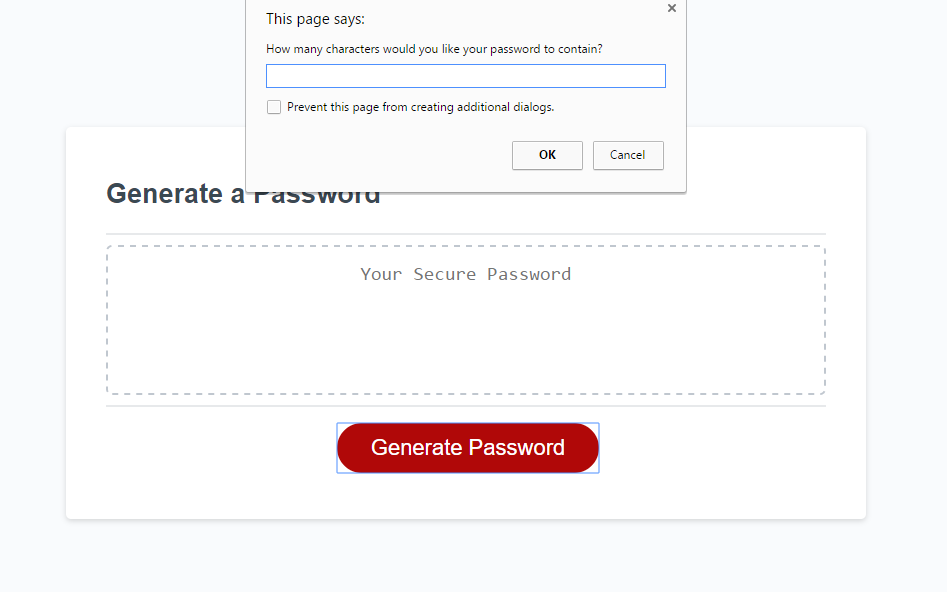 This page says:
How many characters would you like your password to contain?
Prevent this page from creating additional dialogs.
OK
Cancel
Generate a Password
Your Secure Password
Generate Password